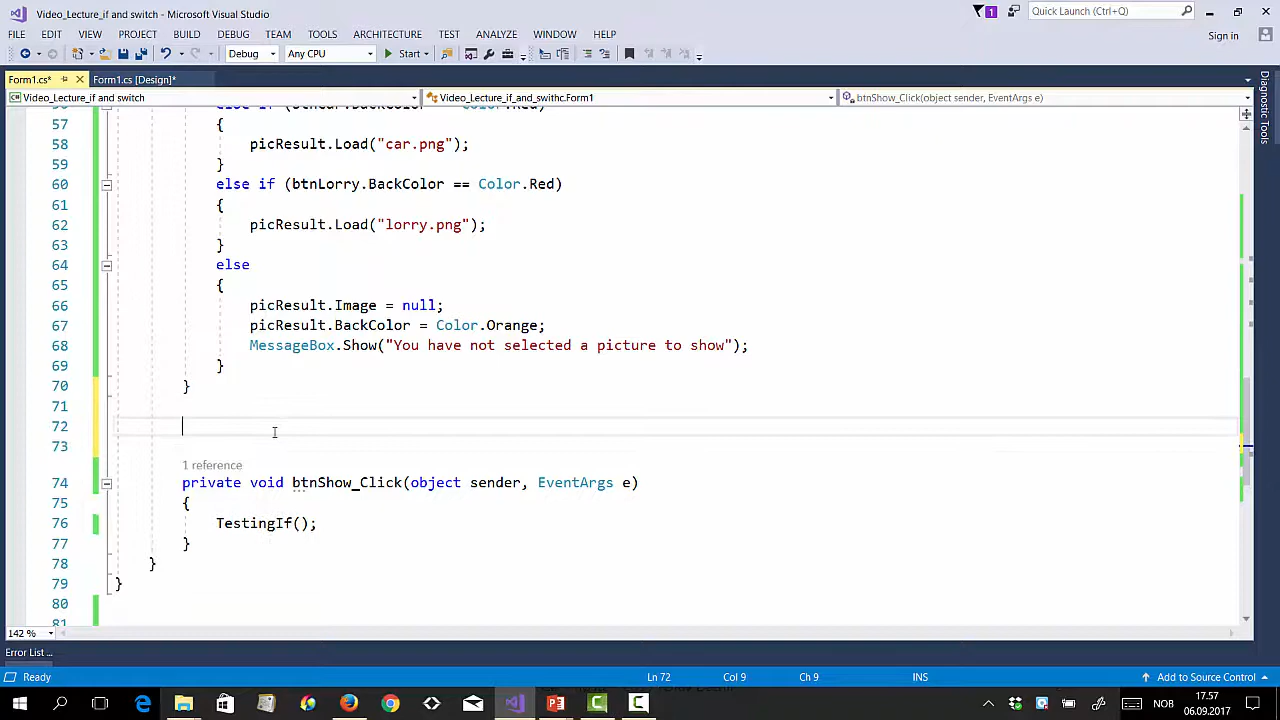 Video_Lecture_if and switch - Microsoft Visual Studio
1
Quick Launch (Ctrl+Q)
FILE EDIT VIEW PROJECT BUILD DEBUG TEAM TOOLS ARCHITECTURE TEST ANALYZE WINDOW HELP
Sign in
Debug Any CPU Start
Form1.cs* Form1.cs [Design]*
Diagnostic Tools
Video_Lecture_if and switch Video_Lecture_if_and_swithc.Form1 btnShow_Click(object sender, EventArgs e)
57 {
58 picResult.Load("car.png");
59 }
60 else if (btnLorry.BackColor == Color.Red)
61 {
62 picResult.Load("lorry.png");
63 }
64 else
65 {
66 picResult.Image = null;
67 picResult.BackColor = Color.Orange;
68 MessageBox.Show("You have not selected a picture to show");
69 }
70 }
71
72
73
1 reference
74 private void btnShow_Click(object sender, EventArgs e)
75 {
76 TestingIf();
77 }
78 }
79 }
80
81
142 %
Error List ...
Ready Ln 72 Col 9 Ch 9 INS Add to Source Control
NOB
17.57
06.09.2017